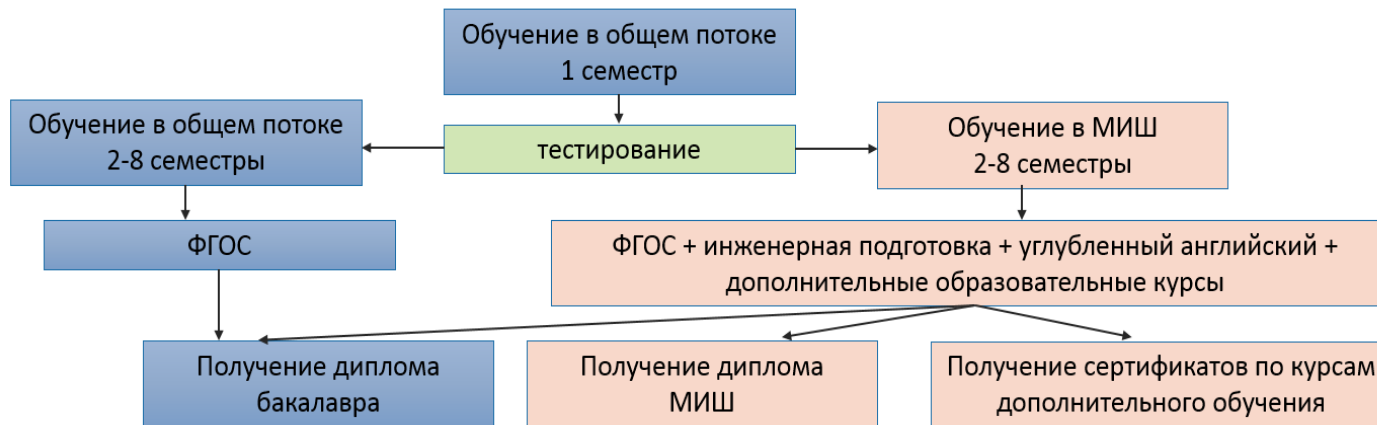 Обучение в общем потоке
1 семестр
Обучение в общем потоке
2-8 семестры
тестирование
Обучение в МИШ
2-8 семестры
ФГОС
ФГОС + инженерная подготовка + углубленный английский +
дополнительные образовательные курсы
Получение диплома
бакалавра
Получение диплома
МИШ
Получение сертификатов по курсам
дополнительного обучения